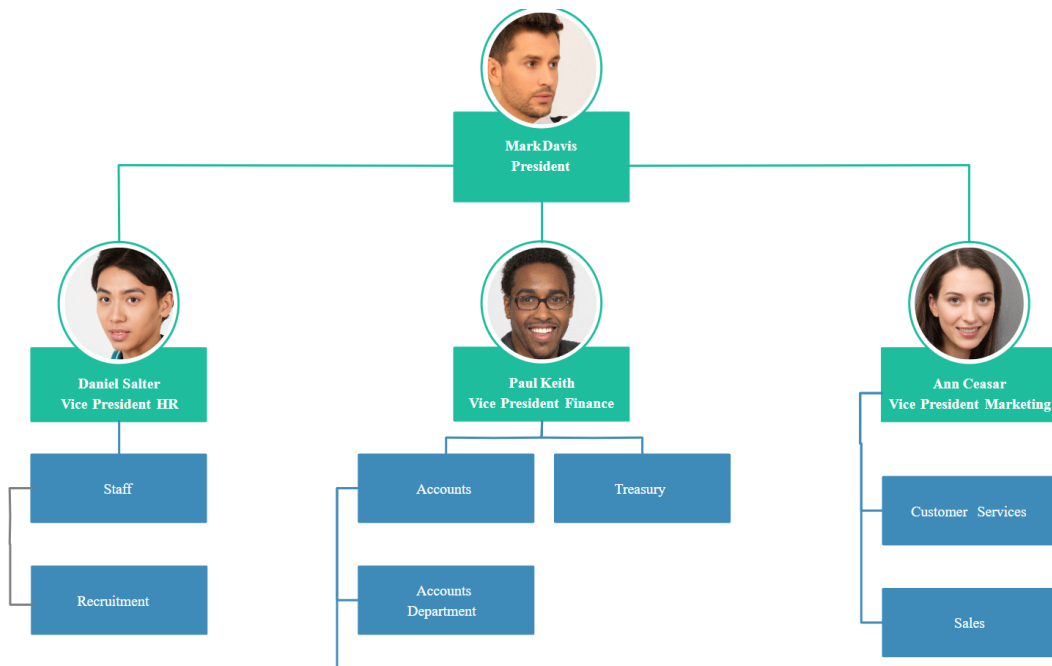 Mark Davis
President
Daniel Salter
Vice President HR
Paul Keith
Vice President Finance
Ann Ceasar
Vice President Marketing
Staff
Accounts
Treasury
Customer Services
Recruitment
Accounts
Department
Sales